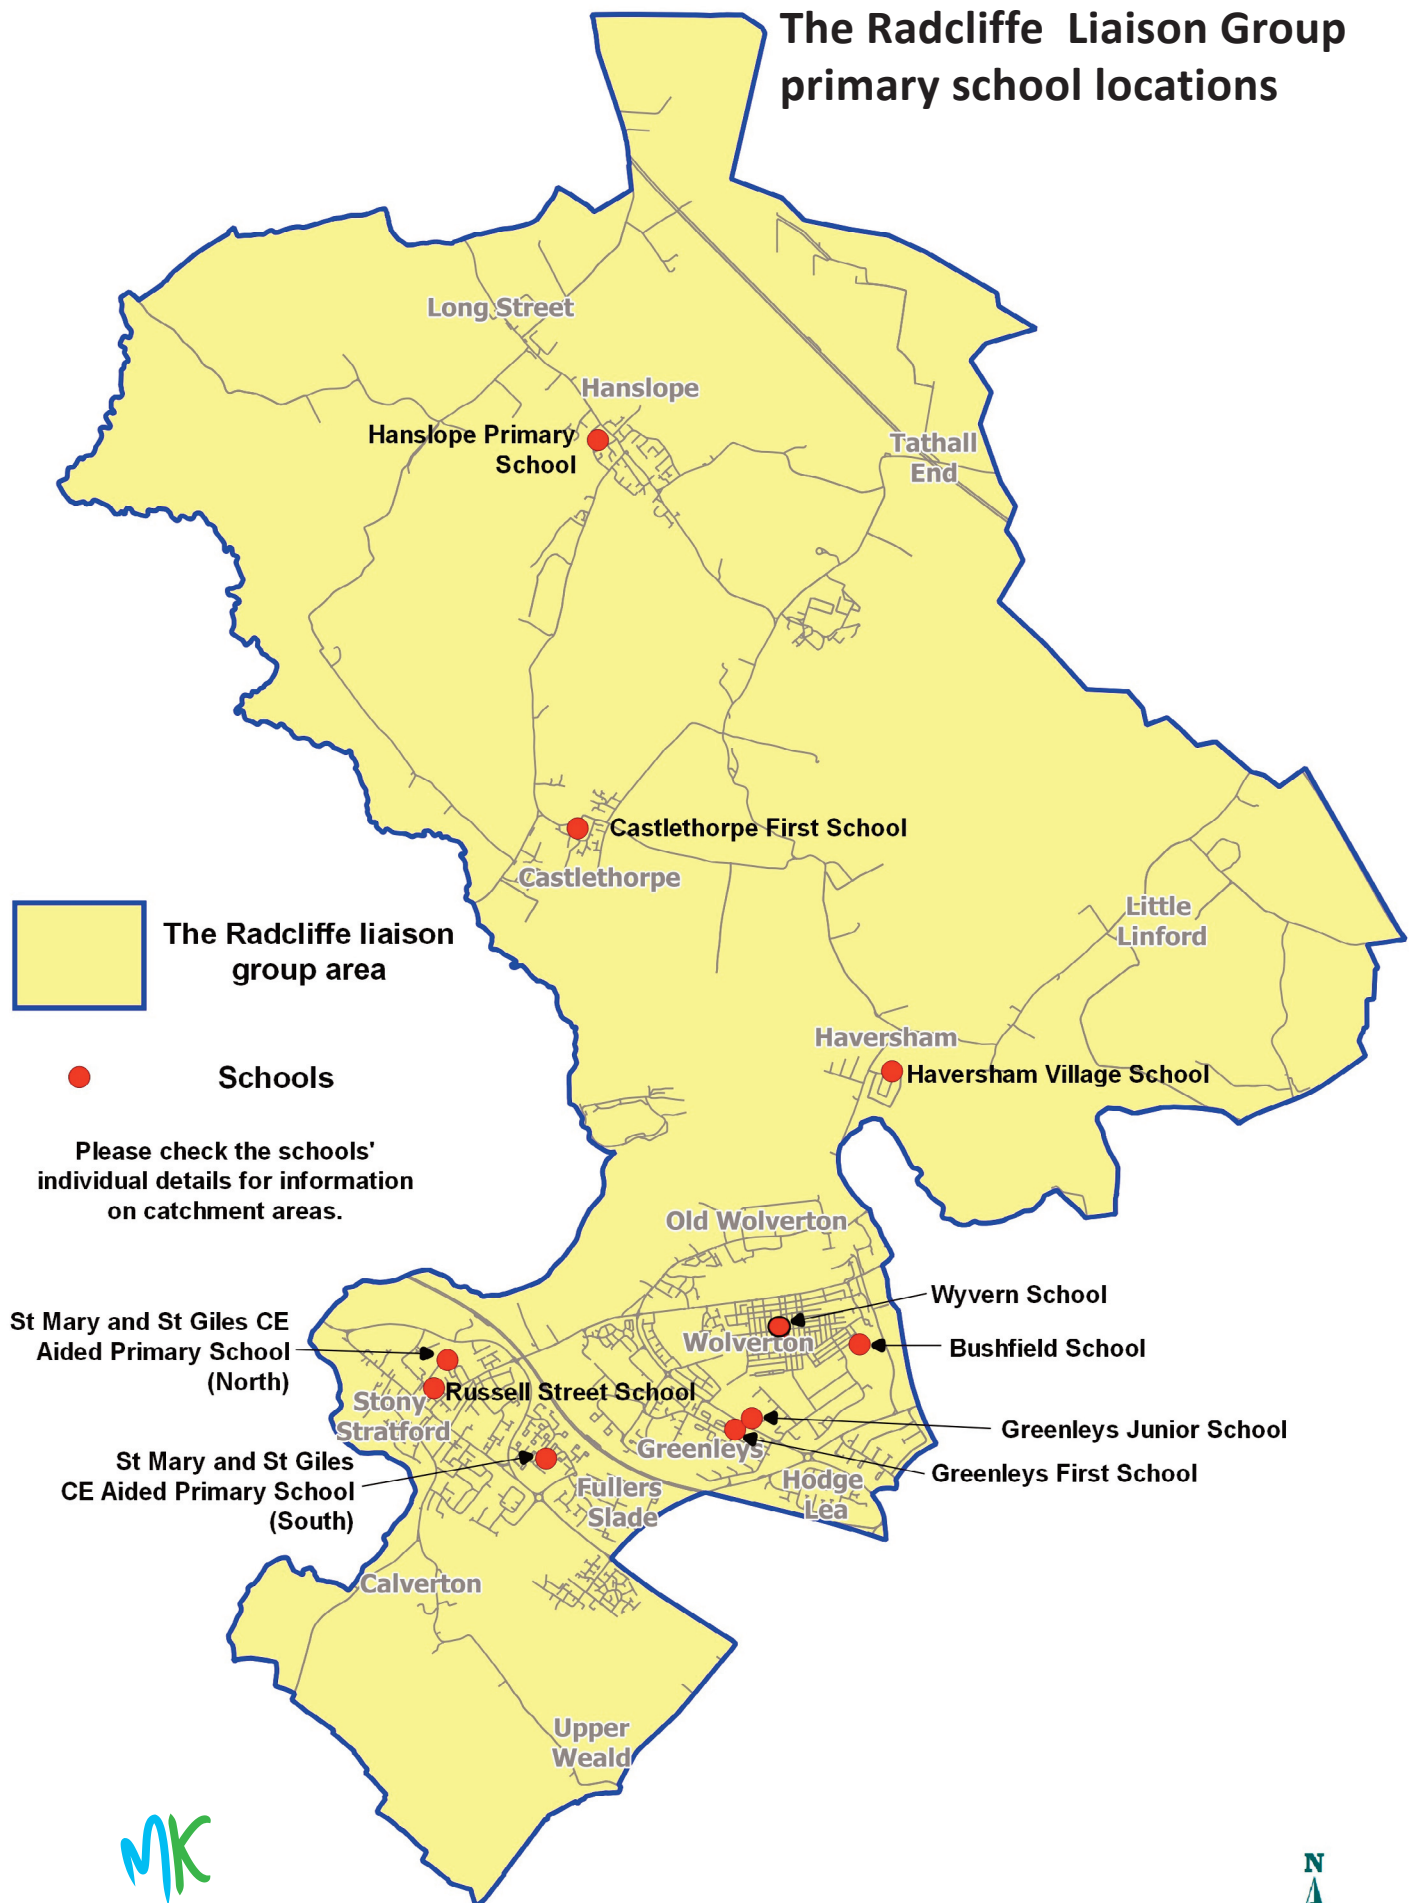 The Radcliffe Liaison Group
primary school locations
Long Street
Hanslope
Hanslope Primary
School
Tathall
End
Castlethorpe First School
Castlethorpe
Little
Linford
The Radcliffe liaison
group area
Haversham
Haversham Village School
Schools
Please check the schools'
individual details for information
on catchment areas.
Old Wolverton
Wyvern School
St Mary and St Giles CE
Aided Primary School
(North)
Wolverton
Bushfield School
Russell Street School
Stony
Stratford
Greenleys Junior School
Greenleys
Greenleys First School
St Mary and St Giles
CE Aided Primary School
(South)
Hodge
Lea
Fullers
Slade
Calverton
Upper
Weald
MK
N